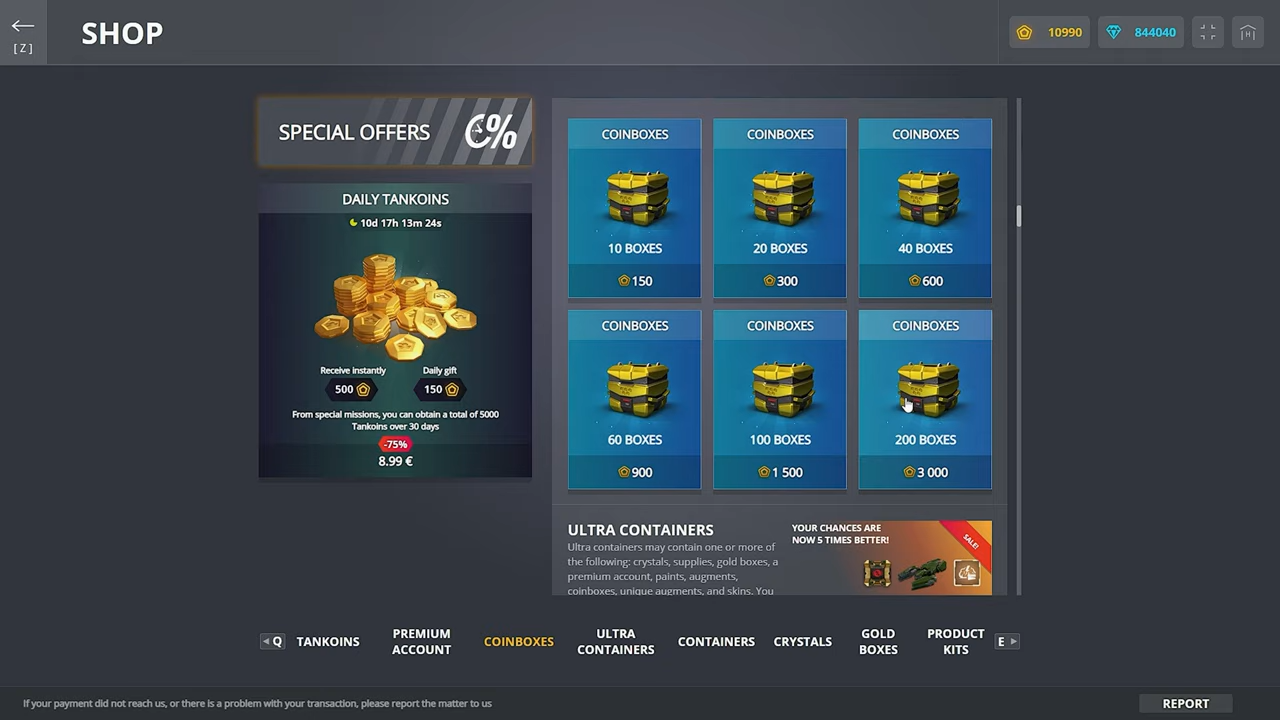 [ Z ]
SHOP
10990
844040
SPECIAL OFFERS
%
DAILY TANKOINS
10d 17h 13m 24s
Receive instantly
Daily gift
500
150
From special missions, you can obtain a total of 5000
Tankoins over 30 days
-75%
8.99 €
COINBOXES
10 BOXES
150
COINBOXES
20 BOXES
300
COINBOXES
40 BOXES
600
COINBOXES
60 BOXES
900
COINBOXES
100 BOXES
1 500
COINBOXES
200 BOXES
3 000
ULTRA CONTAINERS
Ultra containers may contain one or more of
the following: crystals, supplies, gold boxes, a
premium account, paints, augments,
coinboxes, unique augments, and skins. You
YOUR CHANCES ARE
NOW 5 TIMES BETTER!
SALE!
Q
TANKOINS
PREMIUM
ACCOUNT
COINBOXES
ULTRA
CONTAINERS
CONTAINERS
CRYSTALS
GOLD
BOXES
PRODUCT
KITS
E
If your payment did not reach us, or there is a problem with your transaction, please report the matter to us
REPORT